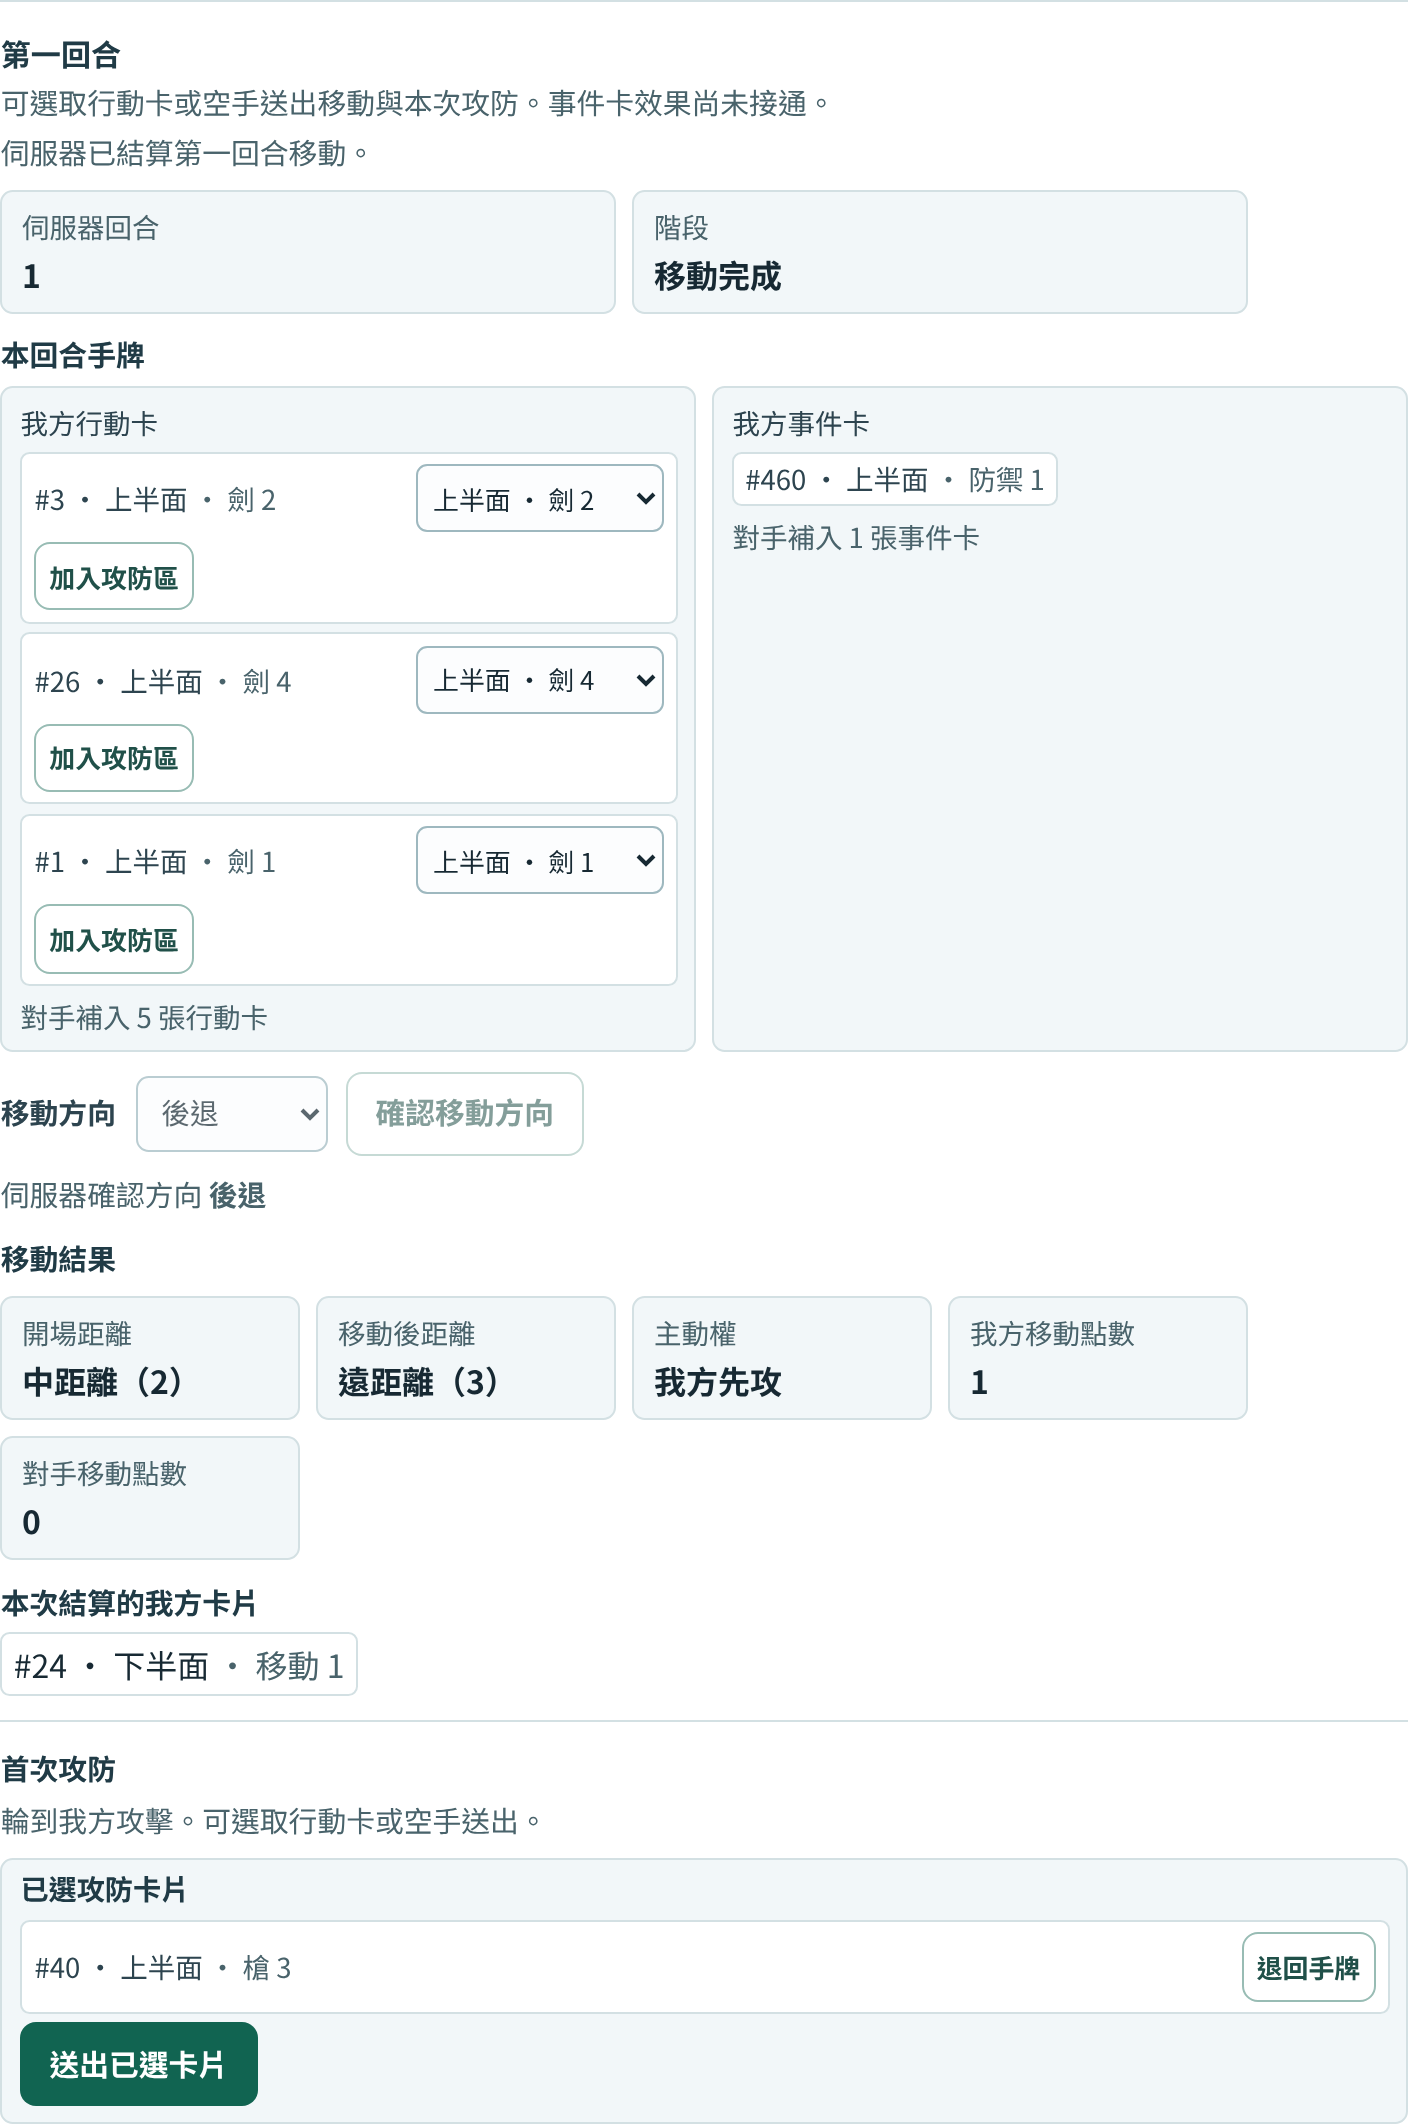 第一回合
可選取行動卡或空手送出移動與本次攻防。事件卡效果尚未接通。
伺服器已結算第一回合移動。
伺服器回合
1
階段
移動完成
本回合手牌
我方行動卡
#3 · 上半面 · 劍 2
上半面 · 劍 2
加入攻防區
#26 · 上半面 · 劍 4
上半面 · 劍 4
加入攻防區
#1 · 上半面 · 劍 1
上半面 · 劍 1
加入攻防區
對手補入 5 張行動卡
我方事件卡
#460 · 上半面 · 防禦 1
對手補入 1 張事件卡
移動方向
後退
確認移動方向
伺服器確認方向 後退
移動結果
開場距離
中距離（2）
移動後距離
遠距離（3）
主動權
我方先攻
我方移動點數
1
對手移動點數
0
本次結算的我方卡片
#24 · 下半面 · 移動 1
首次攻防
輪到我方攻擊。可選取行動卡或空手送出。
已選攻防卡片
#40 · 上半面 · 槍 3
退回手牌
送出已選卡片